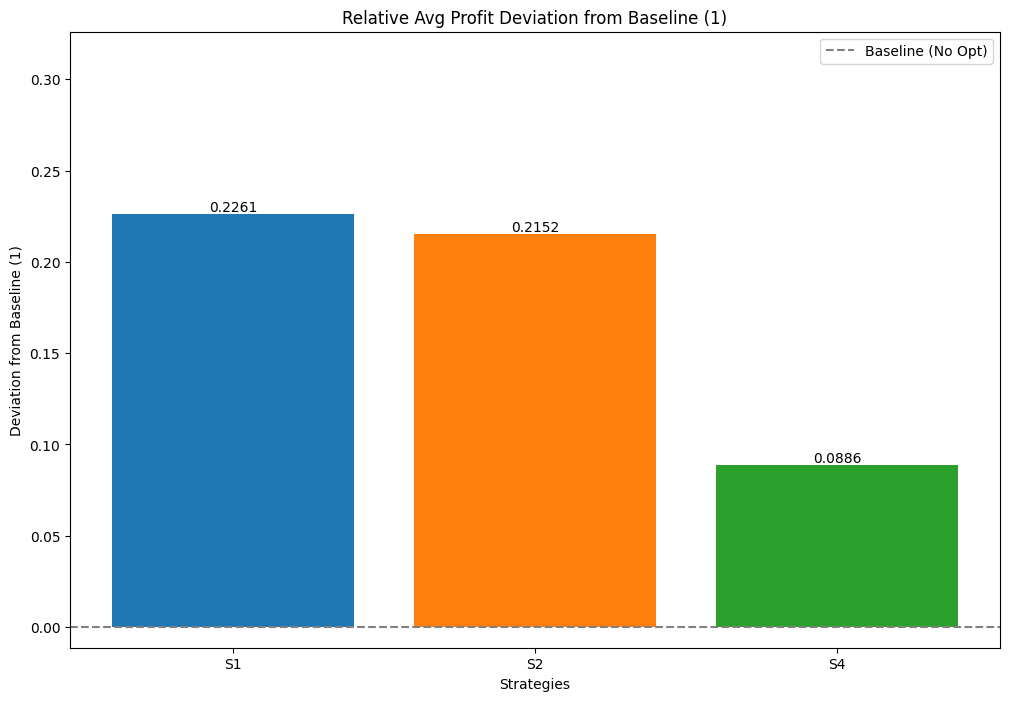 Relative Avg Profit Deviation from Baseline (1)
Baseline (No Opt)
Deviation from Baseline (1)
0.30
0.25
0.20
0.15
0.10
0.05
0.00
0.2261
0.2152
0.0886
S1
S2
S4
Strategies